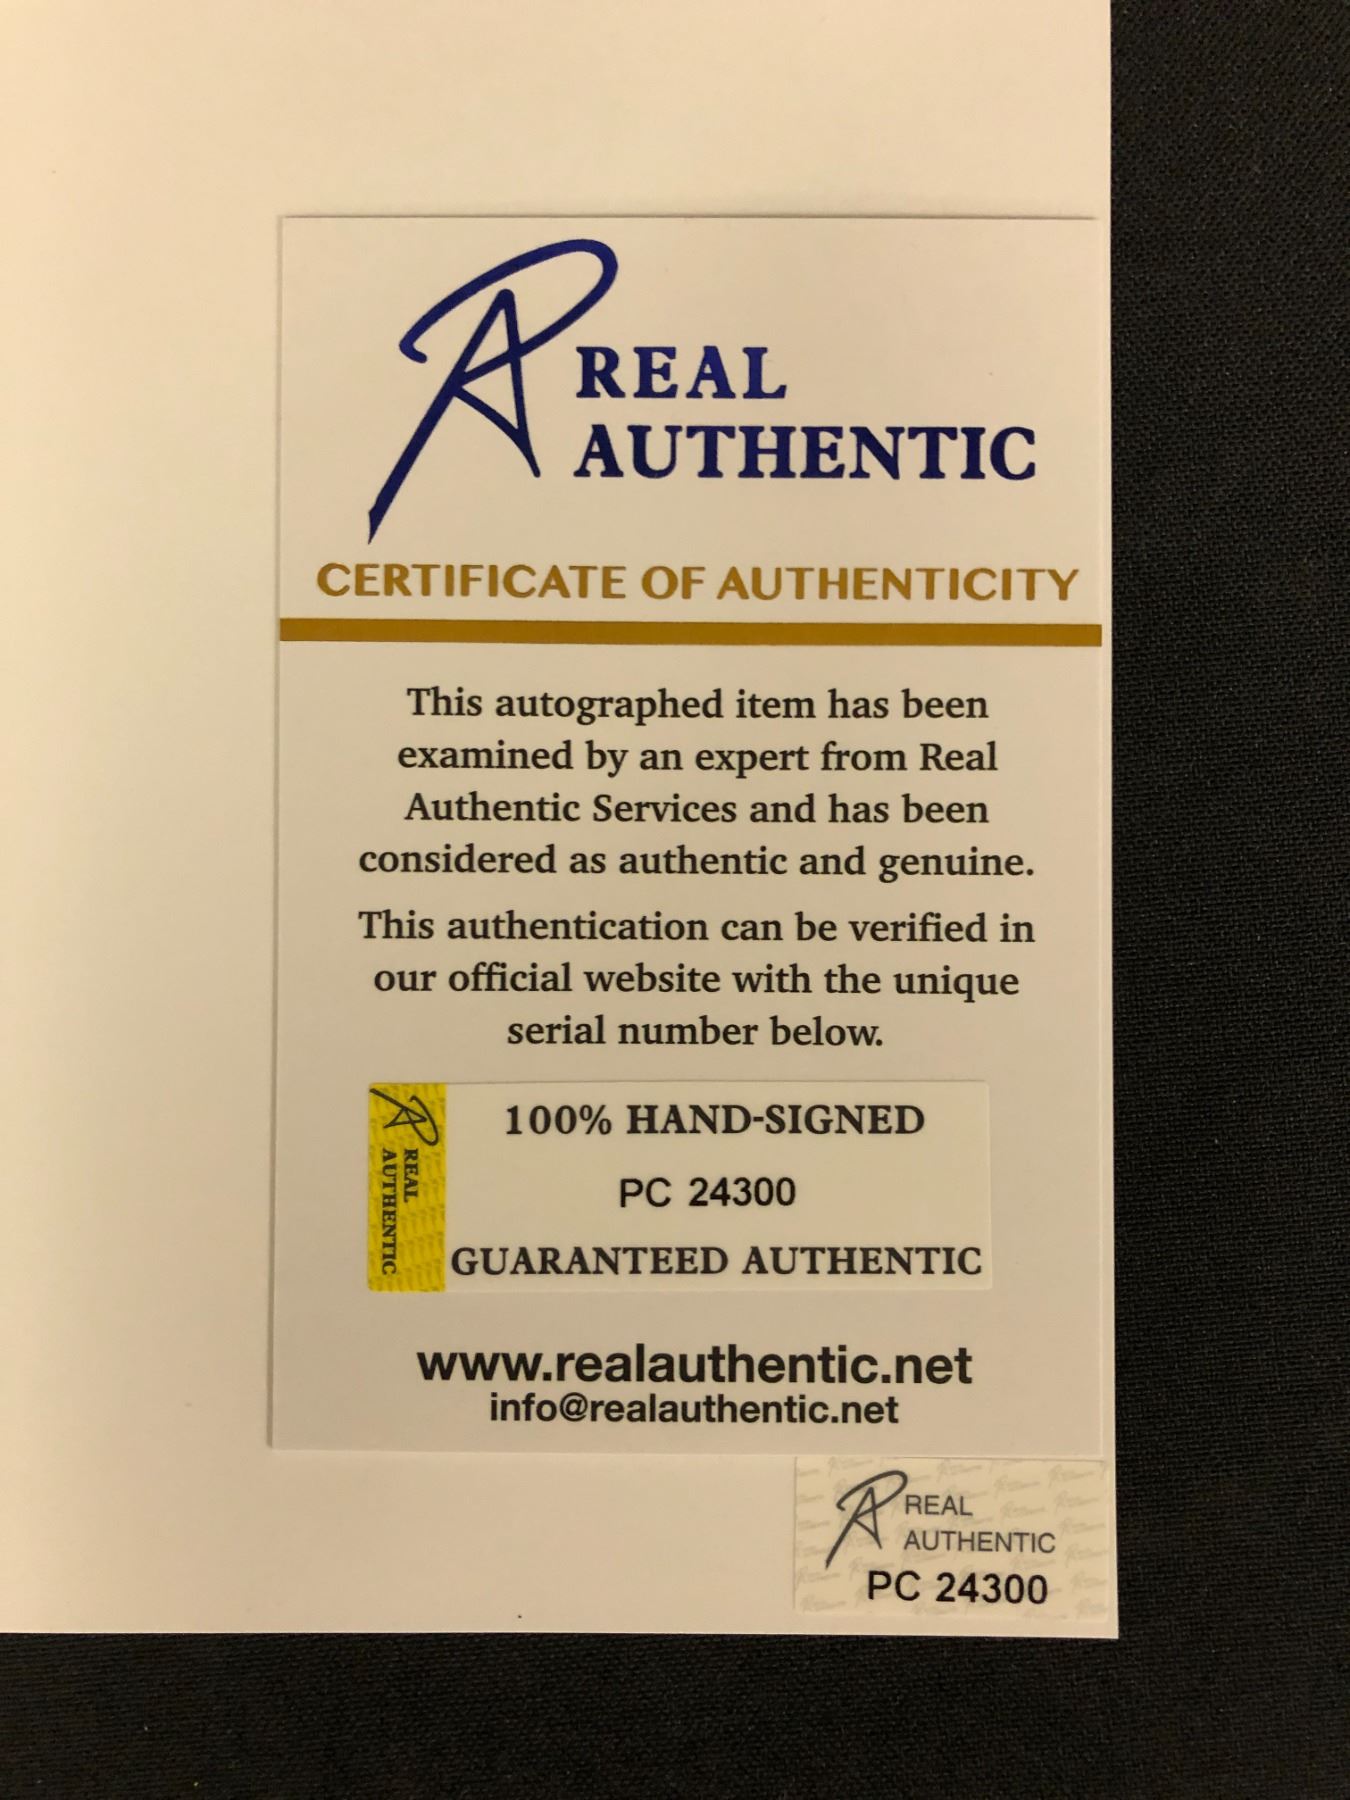 REAL
AUTHENTIC
CERTIFICATE OF AUTHENTICITY
This autographed item has been
examined by an expert from Real
Authentic Services and has been
considered as authentic and genuine.
This authentication can be verified in
our official website with the unique
serial number below.
REAL
AUTHENTIC
100% HAND-SIGNED
PC 24300
GUARANTEED AUTHENTIC
www.realauthentic.net
info@realauthentic.net
REAL
AUTHENTIC
PC 24300